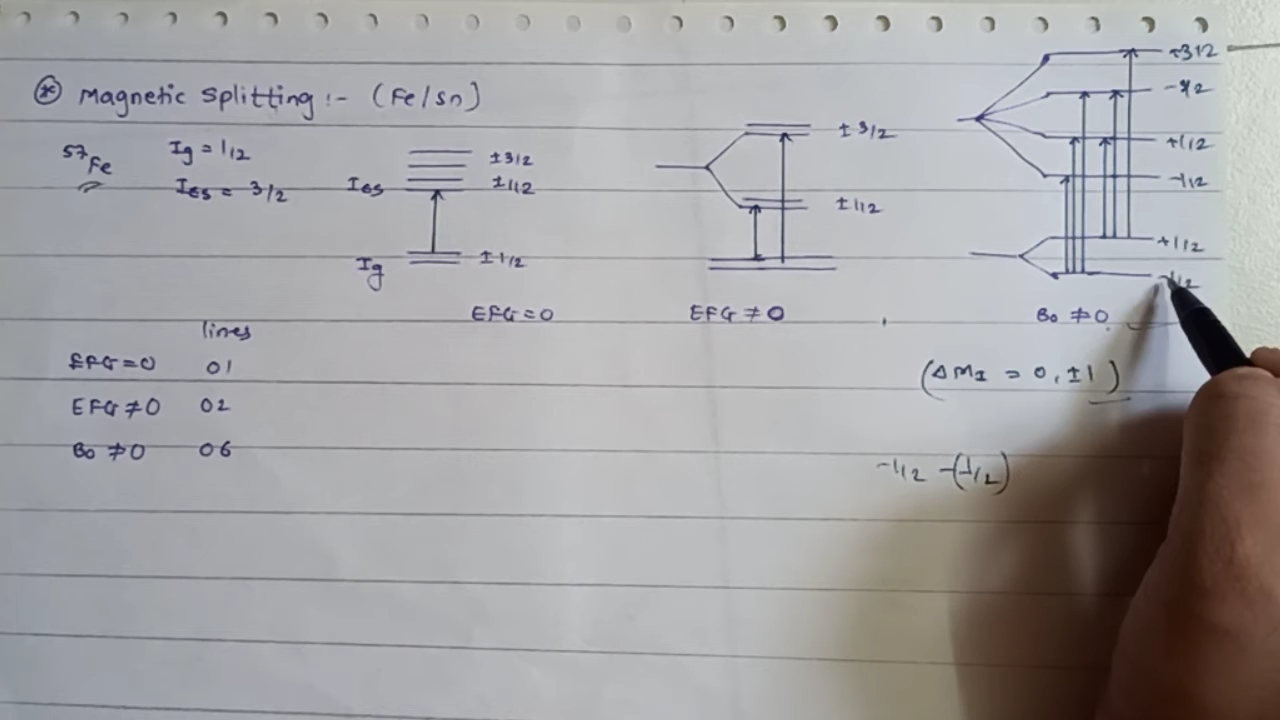 * Magnetic Splitting :- (Fe/Sn)
57Fe
Ig = 1/2
IES = 3/2
IES
±3/2
±1/2
Ig
±1/2
EFG = 0
±3/2
±1/2
EFG ≠ 0
+3/2
+1/2
-1/2
+1/2
-1/2
B0 ≠ 0
(ΔMI = 0, ±1)
-1/2 -(-1/2)
lines
EFG=0 01
EFG ≠ 0 02
B0 ≠ 0 06